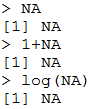 > NA
[1] NA
> 1+NA
[1] NA
> log(NA)
[1] NA